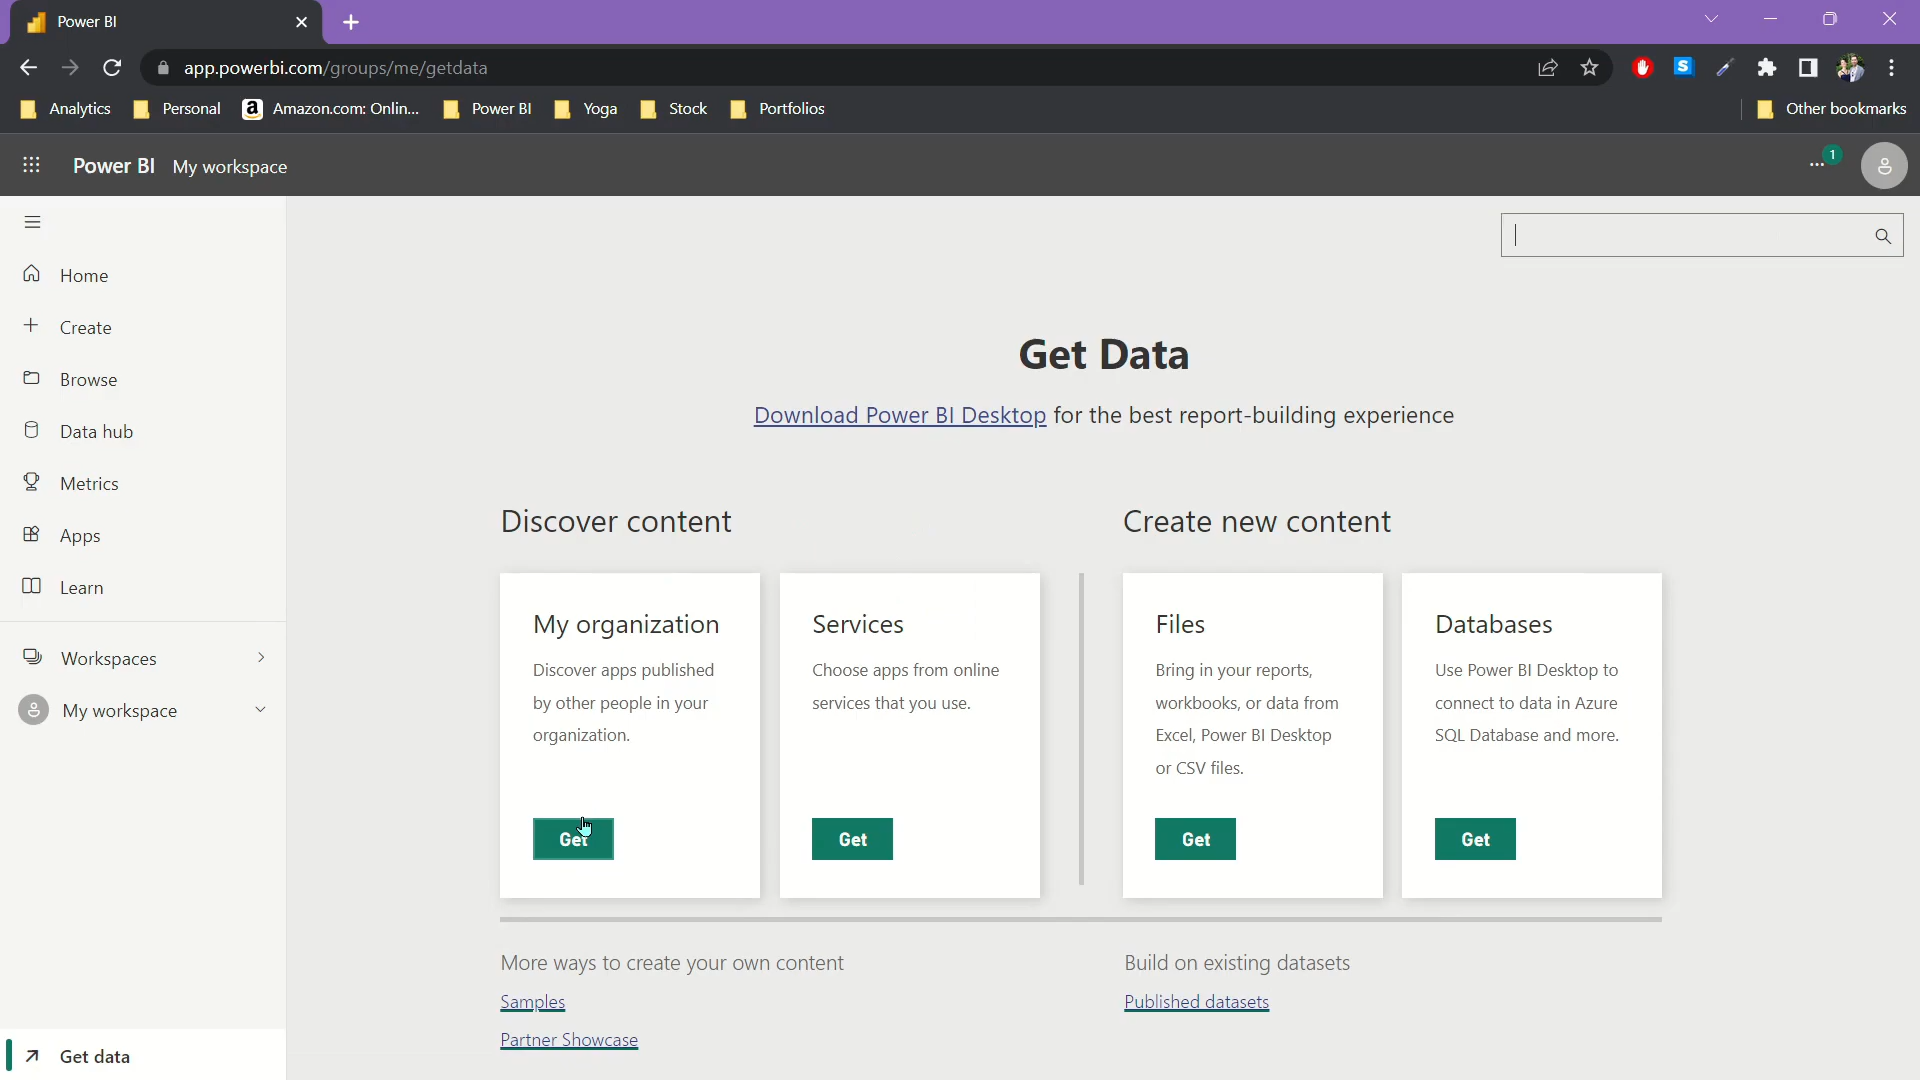 Power BI
app.powerbi.com/groups/me/getdata
S
Analytics Personal a Amazon.com: Onlin... Power BI Yoga Stock Portfolios Other bookmarks
Power BI My workspace ... 1
Home
Create
Browse
Data hub
Metrics
Apps
Learn
Workspaces
My workspace
Get data
Get Data
Download Power BI Desktop for the best report-building experience
Discover content
My organization
Discover apps published
by other people in your
organization.
Get
Services
Choose apps from online
services that you use.
Get
Create new content
Files
Bring in your reports,
workbooks, or data from
Excel, Power BI Desktop
or CSV files.
Get
Databases
Use Power BI Desktop to
connect to data in Azure
SQL Database and more.
Get
More ways to create your own content
Samples
Partner Showcase
Build on existing datasets
Published datasets